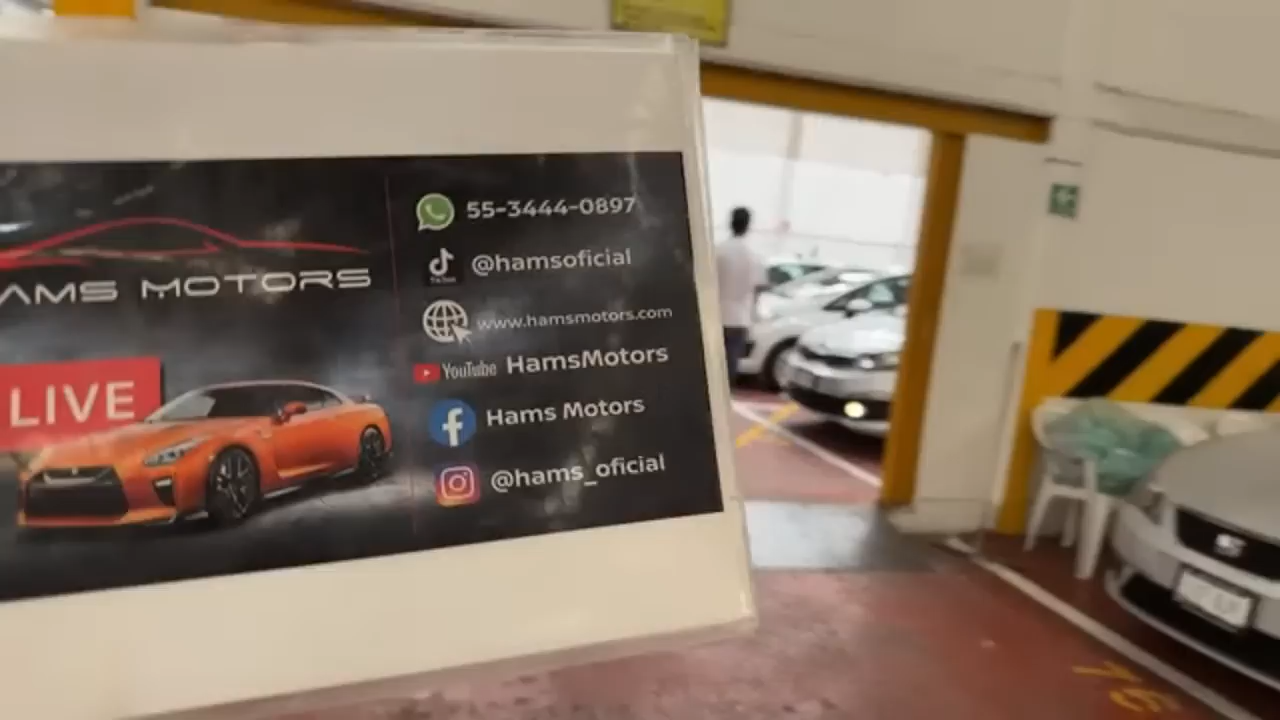 AMS MOTORS
LIVE
55-3444-0897
@hamsoficial
www.hamsmotors.com
YouTube HamsMotors
Hams Motors
@hams_oficial